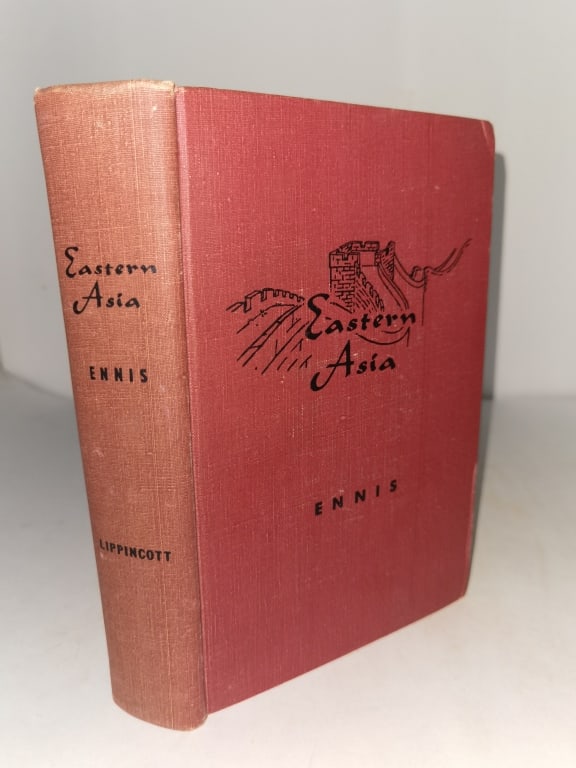 Eastern
Asia
ENNIS
LIPPINCOTT
Eastern
Asia
ENNIS